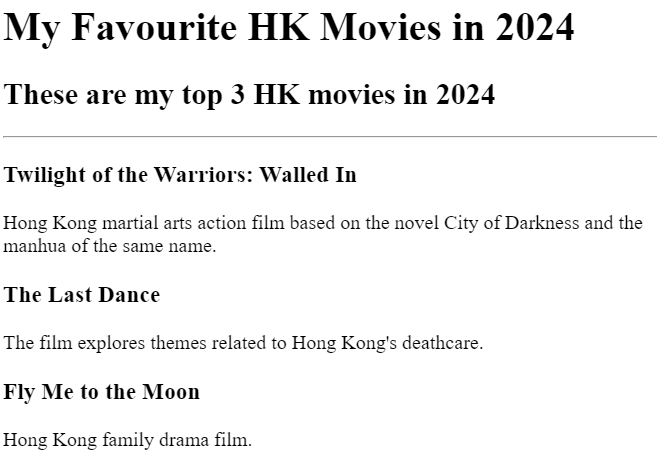 My Favourite HK Movies in 2024
These are my top 3 HK movies in 2024
Twilight of the Warriors: Walled In
Hong Kong martial arts action film based on the novel City of Darkness and the
manhua of the same name.
The Last Dance
The film explores themes related to Hong Kong's deathcare.
Fly Me to the Moon
Hong Kong family drama film.